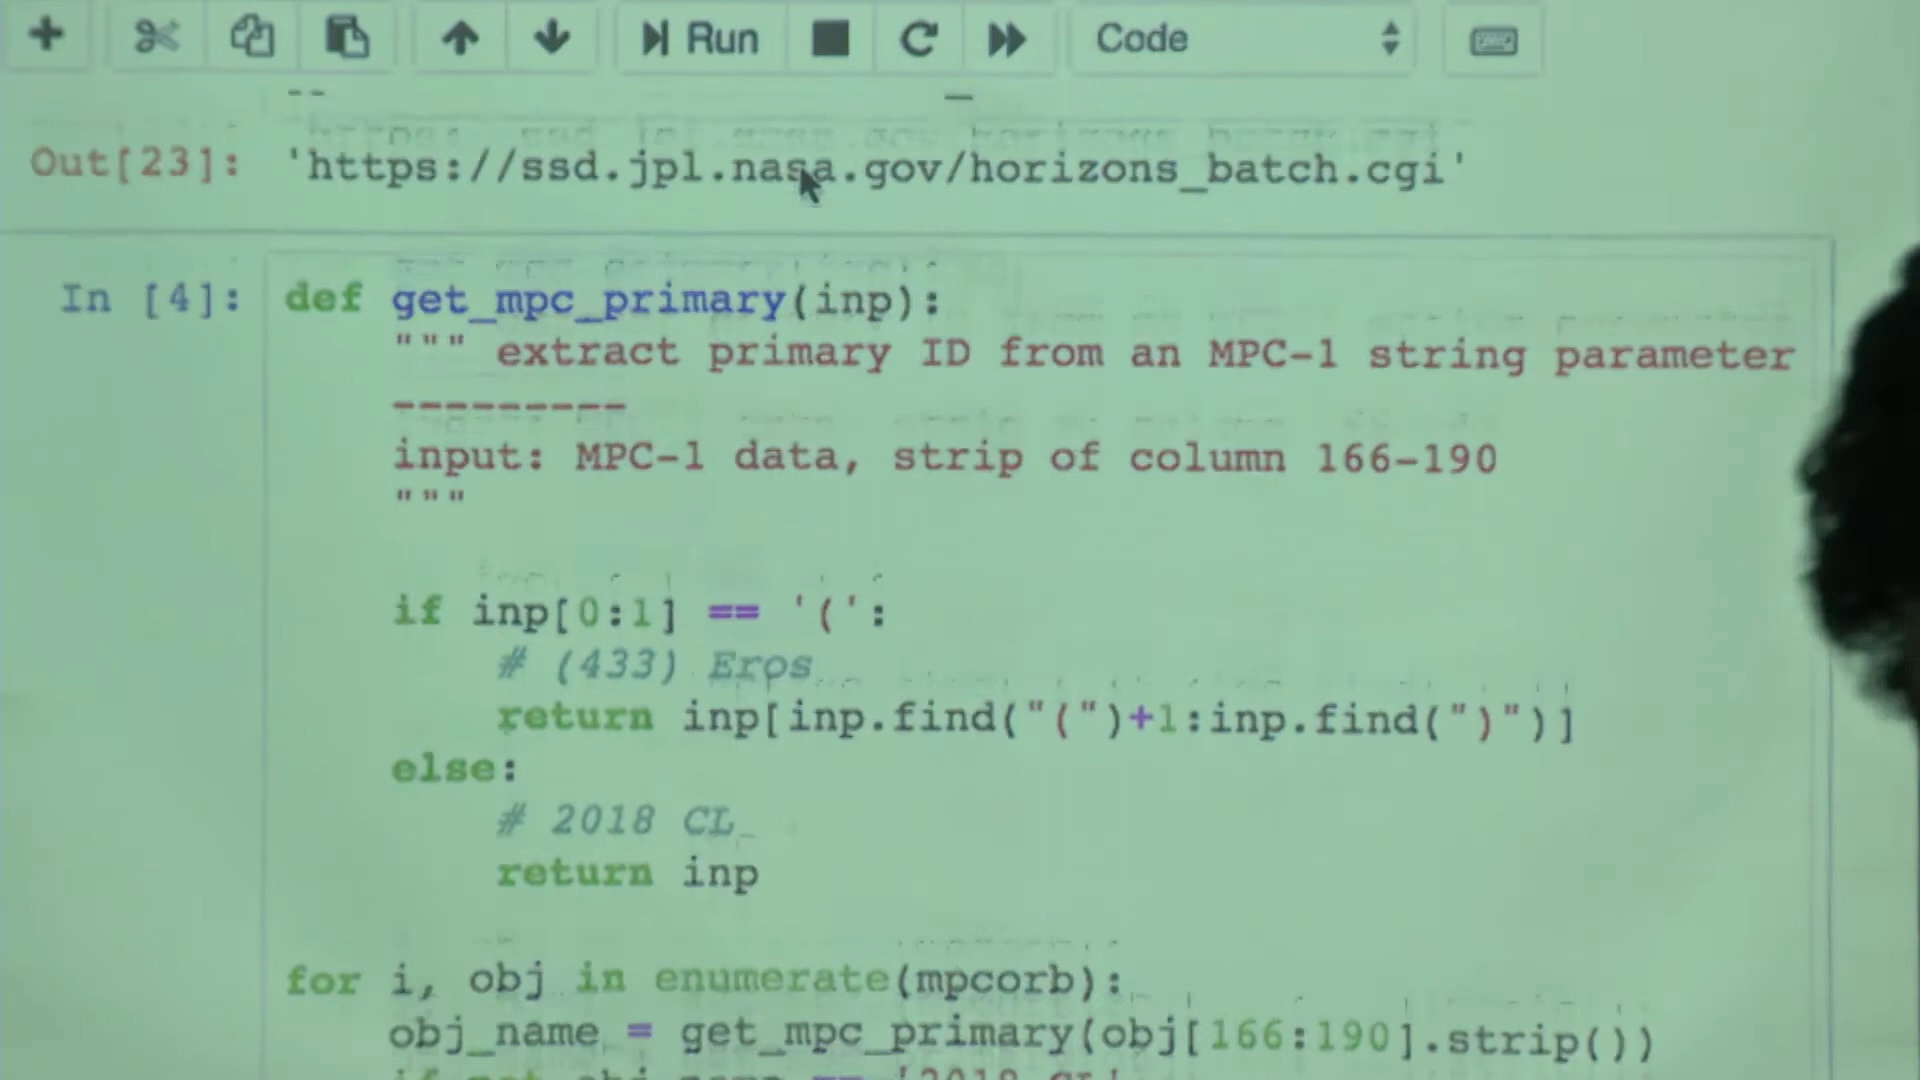 Run Code
Out[23]: 'https://ssd.jpl.nasa.gov/horizons_batch.cgi'
In [4]: def get_mpc_primary(inp):
""" extract primary ID from an MPC-1 string parameter
---------
input: MPC-1 data, strip of column 166-190
"""
if inp[0:1] == '(':
# (433) Eros
return inp[inp.find("(")+1:inp.find(")")]
else:
# 2018 CL
return inp
for i, obj in enumerate(mpcorb):
obj_name = get_mpc_primary(obj[166:190].strip())